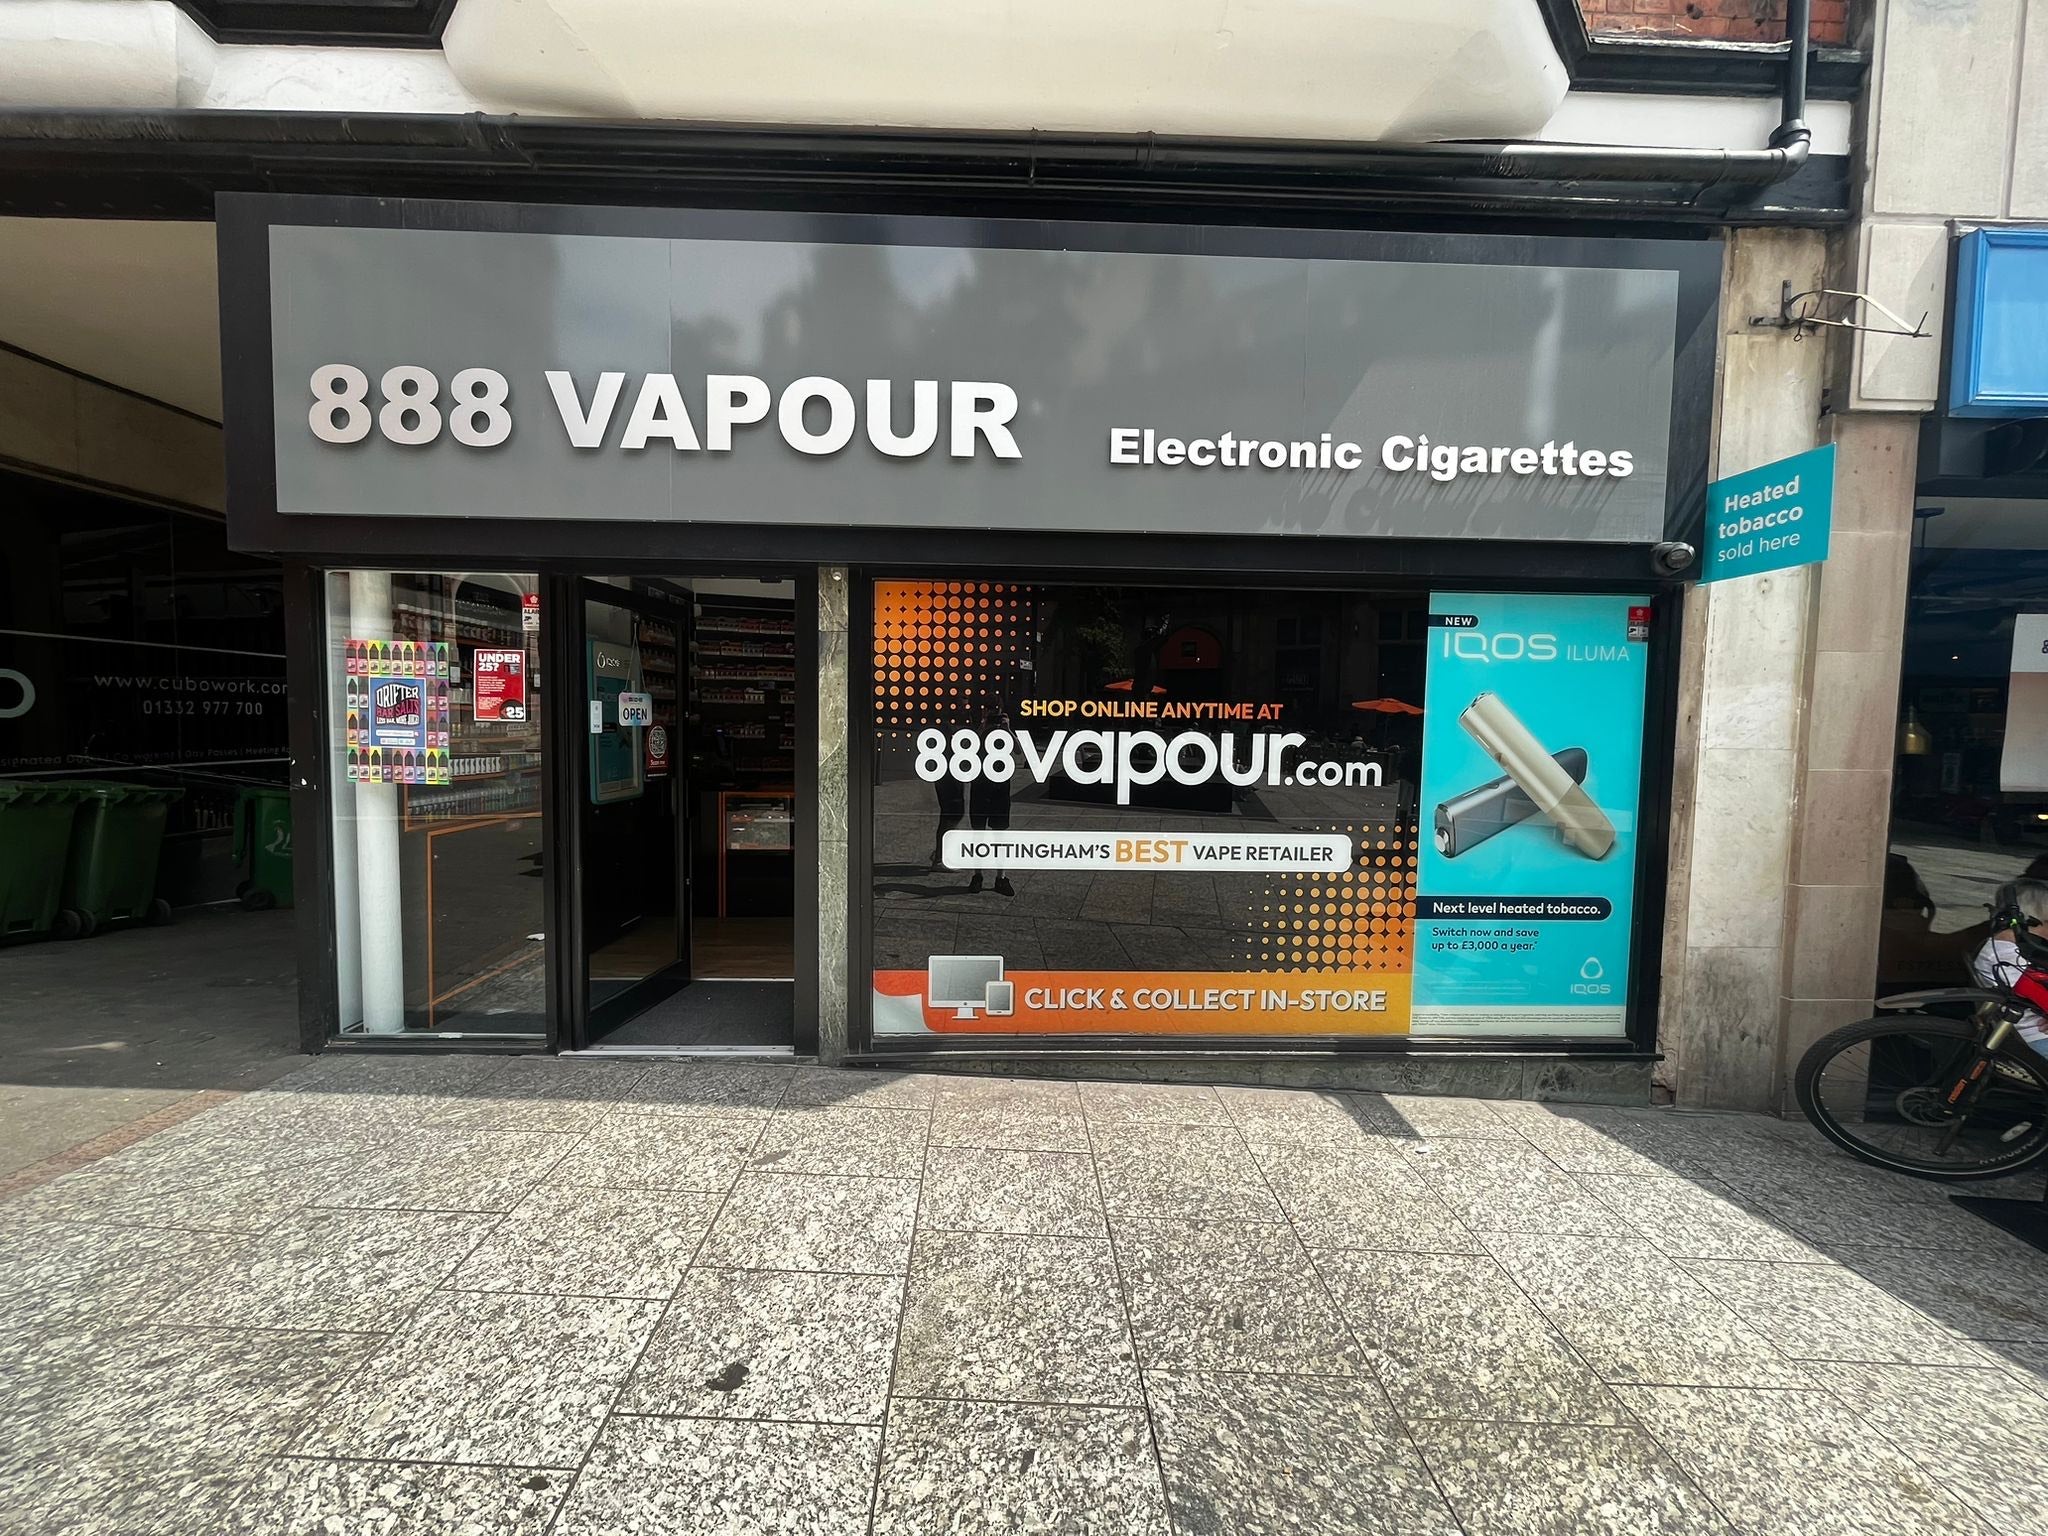 888 VAPOUR
Electronic Cigarettes
Heated
tobacco
sold here
www.cubowork.com
01332 977 700
DRIFTER
BAR SALTS
UNDER
25?
OPEN
IQOS
SHOP ONLINE ANYTIME AT
888vapour.com
NOTTINGHAM'S BEST VAPE RETAILER
CLICK & COLLECT IN-STORE
NEW
IQOS ILUMA
Next level heated tobacco.
Switch now and save
up to £3,000 a year.*
IQOS